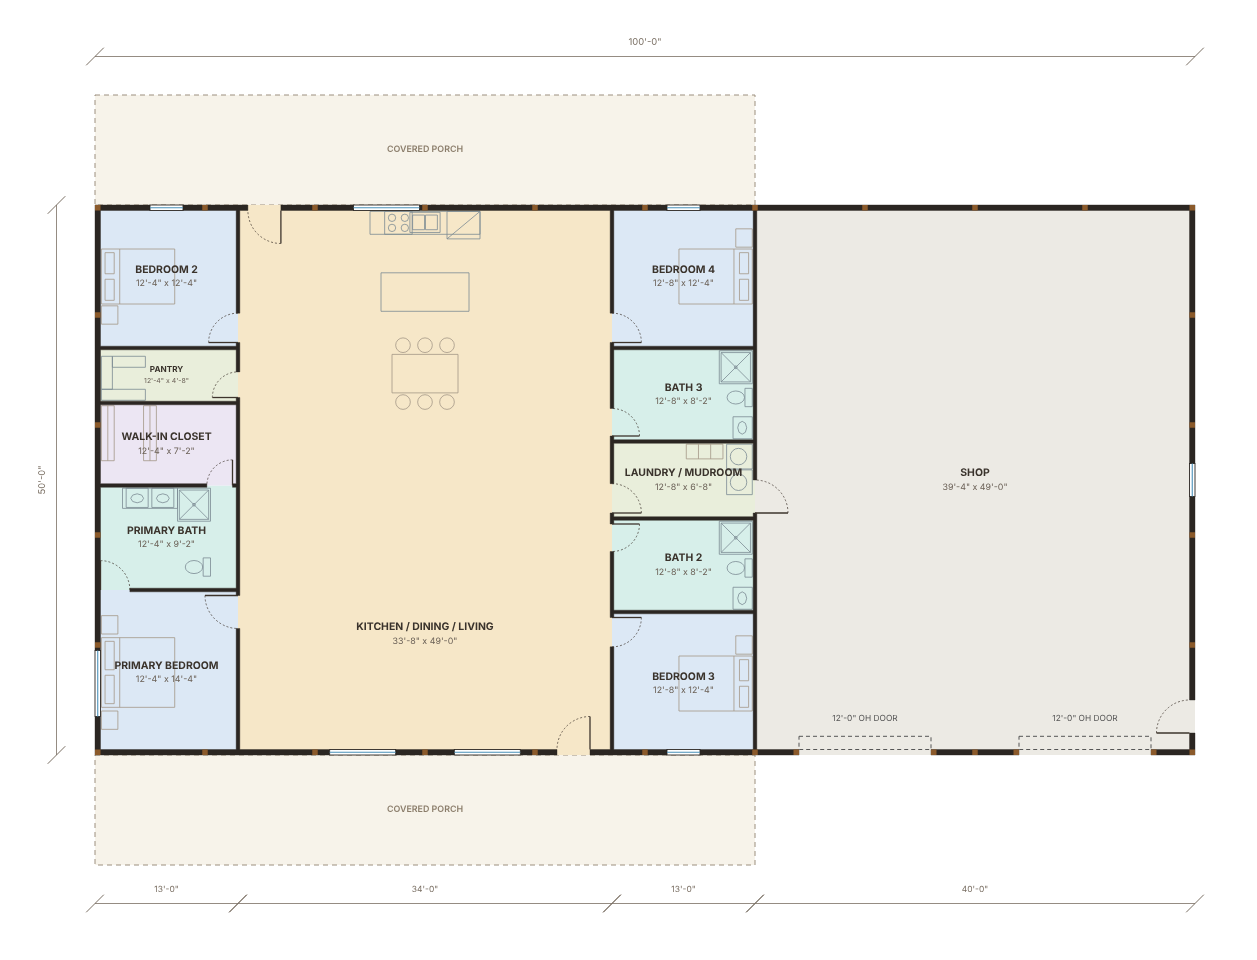 100'-0"
COVERED PORCH
BEDROOM 2
12'-4" x 12'-4"
BEDROOM 4
12'-8" x 12'-4"
PANTRY
12'-4" x 4'-8"
BATH 3
12'-8" x 8'-2"
WALK-IN CLOSET
12'-4" x 7'-2"
LAUNDRY / MUDROOM
12'-8" x 6'-8"
SHOP
39'-4" x 49'-0"
50'-0"
PRIMARY BATH
12'-4" x 9'-2"
BATH 2
12'-8" x 8'-2"
KITCHEN / DINING / LIVING
33'-8" x 49'-0"
PRIMARY BEDROOM
12'-4" x 14'-4"
BEDROOM 3
12'-8" x 12'-4"
12'-0" OH DOOR
12'-0" OH DOOR
COVERED PORCH
13'-0"
34'-0"
13'-0"
40'-0"